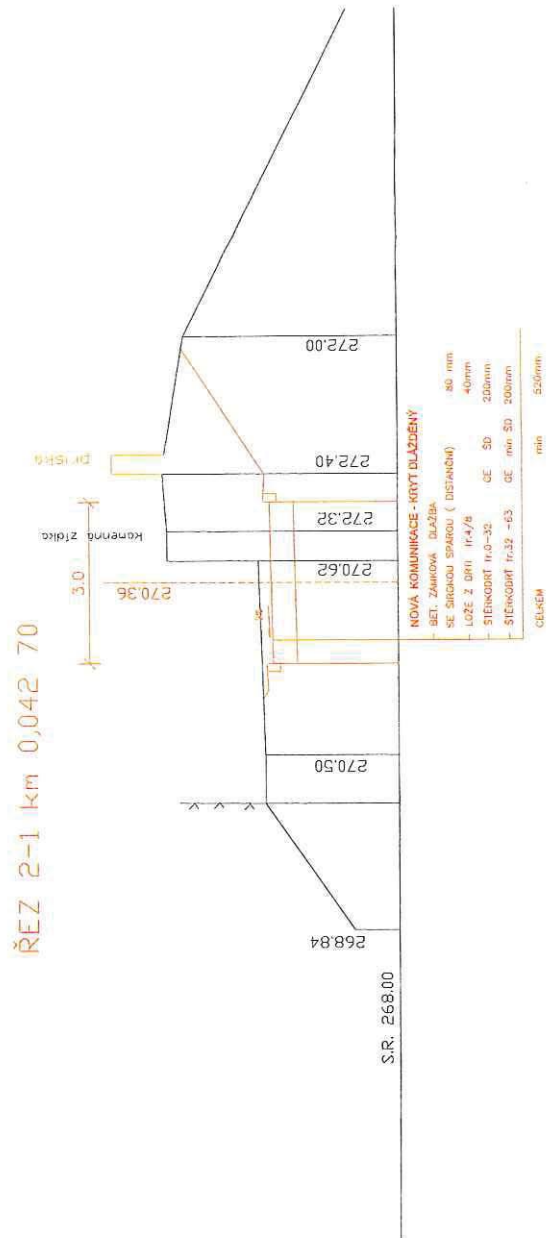 ŘEZ 2-1 km 0,042 70
3.0
Kamenná zídka
270.36
268.84
270.50
270.62
272.32
272.40
272.00
S.R. 268.00
NOVÁ KOMUNIKACE - KRYT DLÁŽDĚNÝ
BET. ZÁMKOVÁ DLAŽBA
SE ŠIROKOU SPÁROU ( DISTANČNÍ) 80 mm
LOŽE Z DRTI fr.4/8 40mm
ŠTĚRKODRŤ fr.0-32 GE ŠD 200mm
ŠTĚRKODRŤ fr.32 -63 GE min ŠD 200mm
CELKEM min 520mm